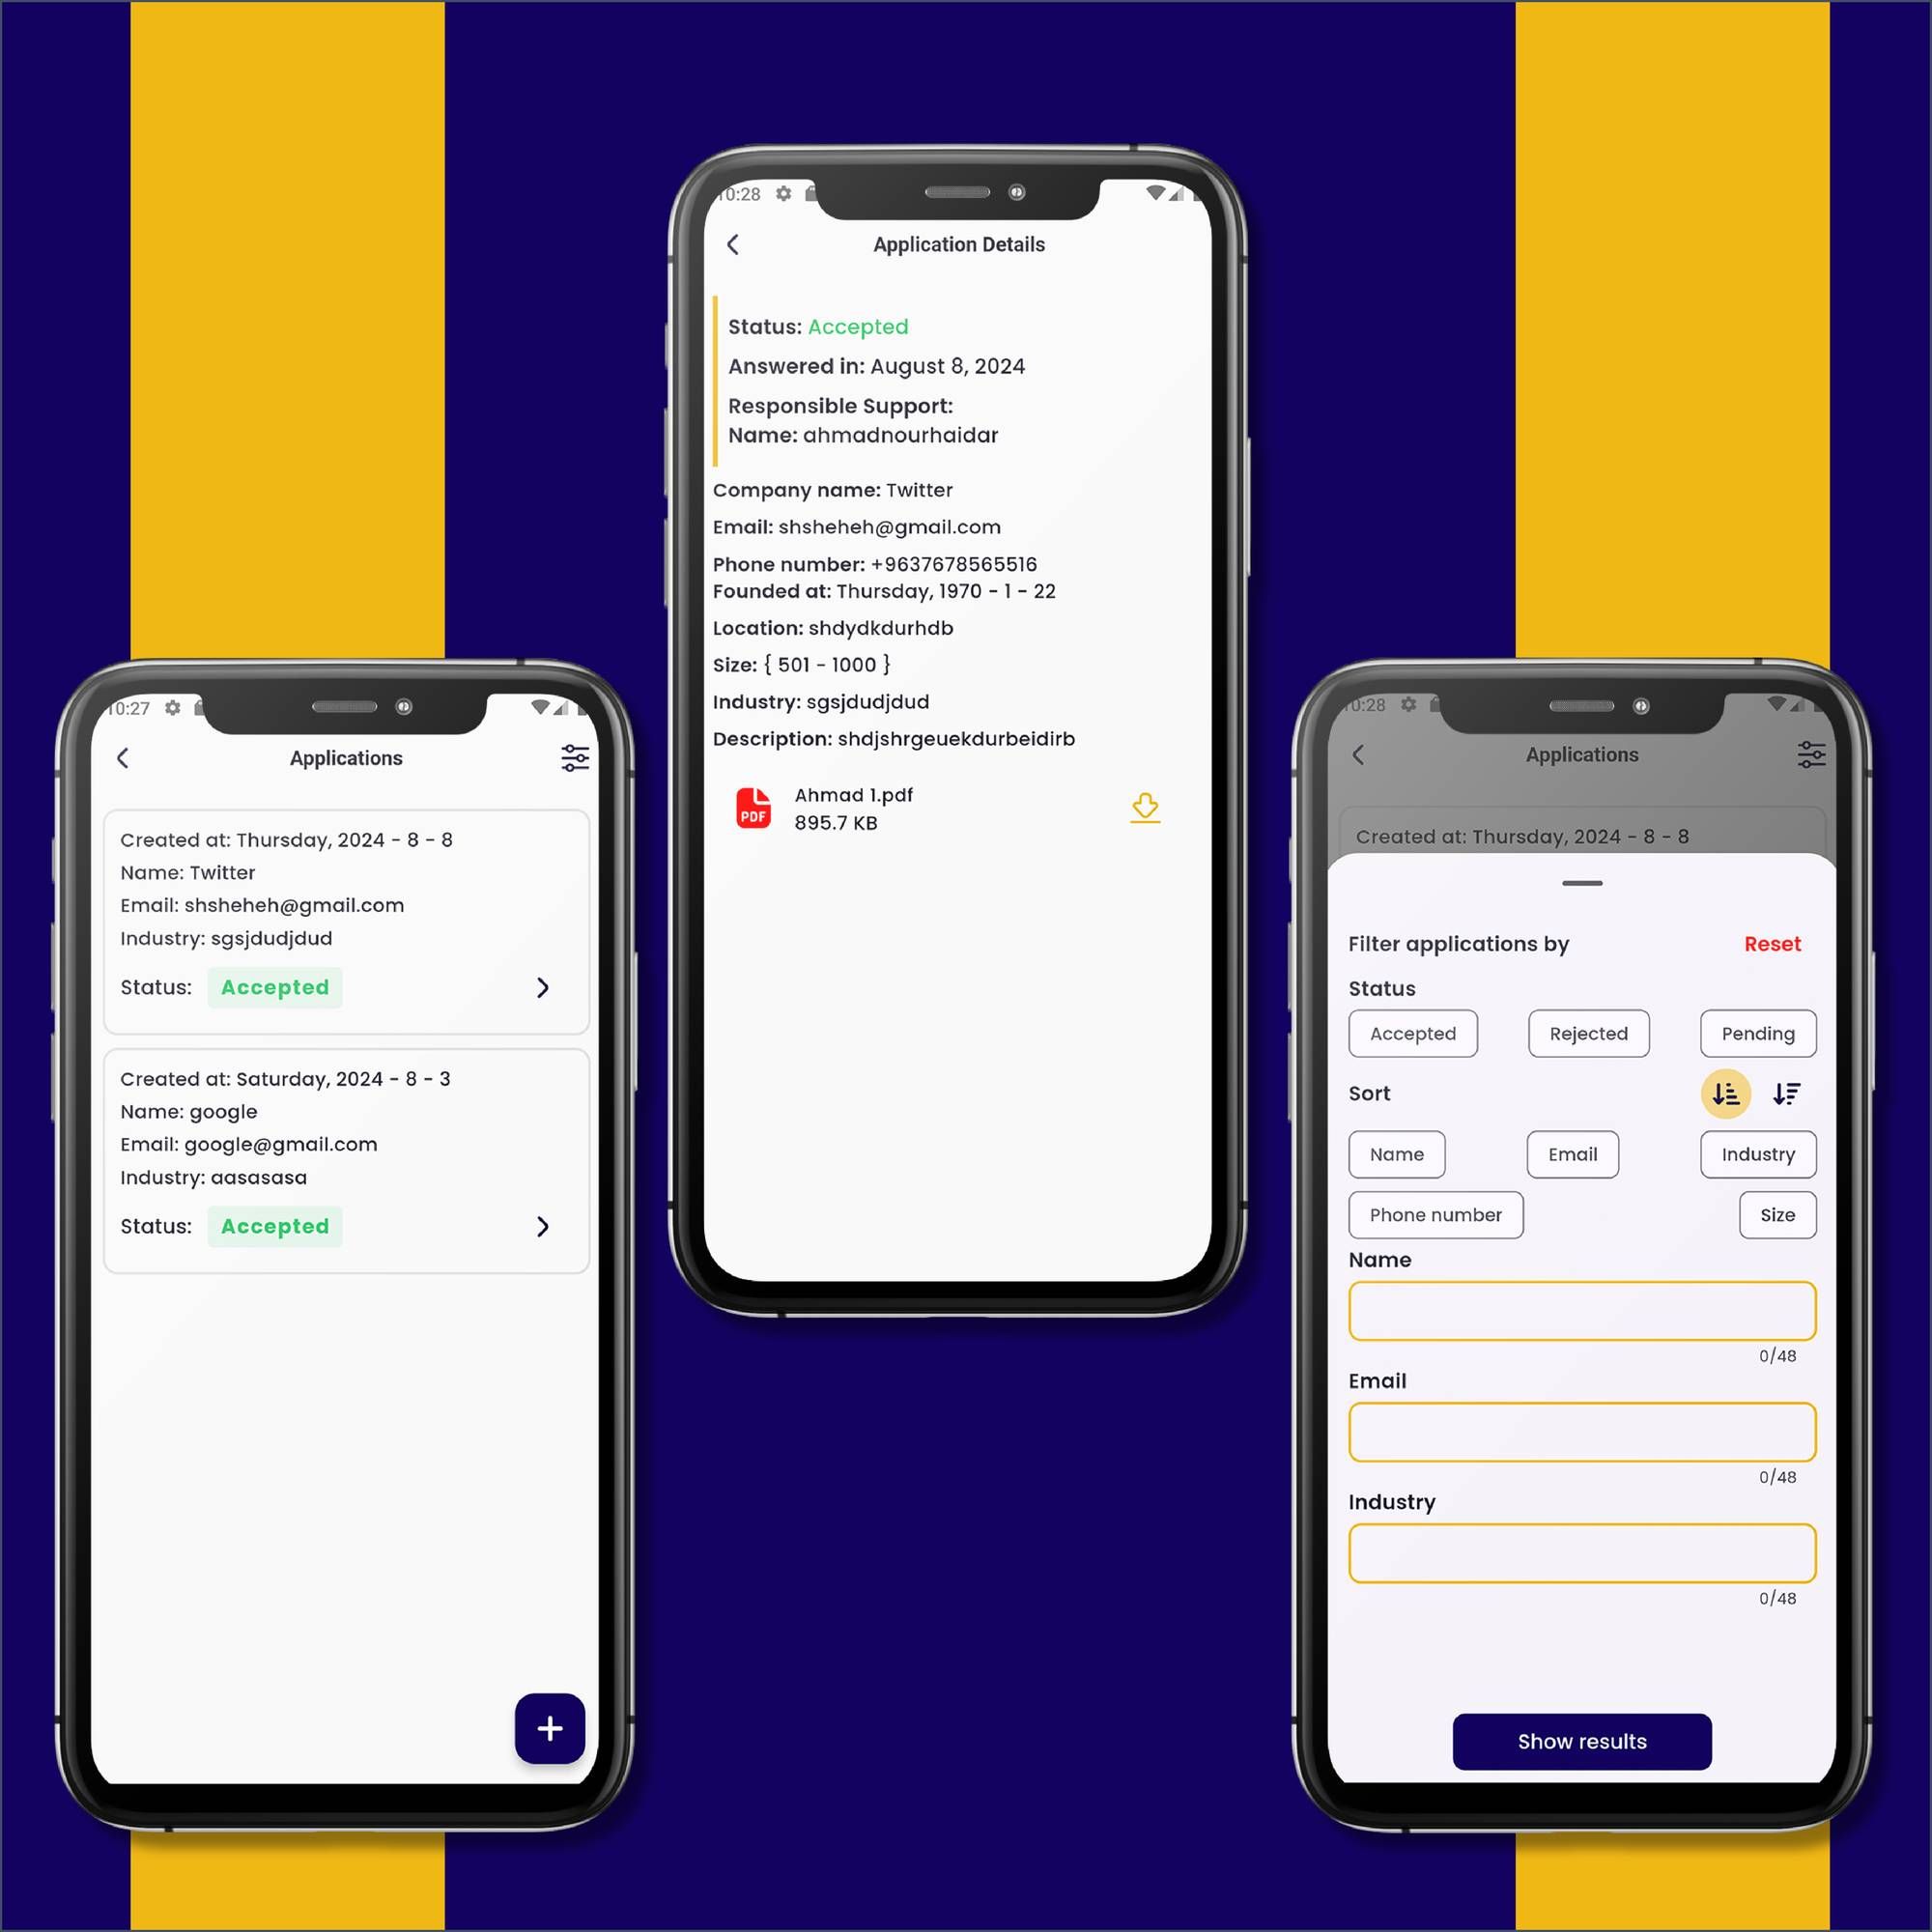 10:27
Applications
Created at: Thursday, 2024 - 8 - 8
Name: Twitter
Email: shsheheh@gmail.com
Industry: sgsjdudjdud
Status: Accepted
Created at: Saturday, 2024 - 8 - 3
Name: google
Email: google@gmail.com
Industry: aasasasa
Status: Accepted
+
10:28
Application Details
Status: Accepted
Answered in: August 8, 2024
Responsible Support:
Name: ahmadnourhaidar
Company name: Twitter
Email: shsheheh@gmail.com
Phone number: +9637678565516
Founded at: Thursday, 1970 - 1 - 22
Location: shdydkdurhdb
Size: { 501 - 1000 }
Industry: sgsjdudjdud
Description: shdjshrgeuekdurbeidirb
PDF
Ahmad 1.pdf
895.7 KB
10:28
Applications
Created at: Thursday, 2024 - 8 - 8
Filter applications by Reset
Status
Accepted Rejected Pending
Sort
Name Email Industry
Phone number Size
Name
0/48
Email
0/48
Industry
0/48
Show results